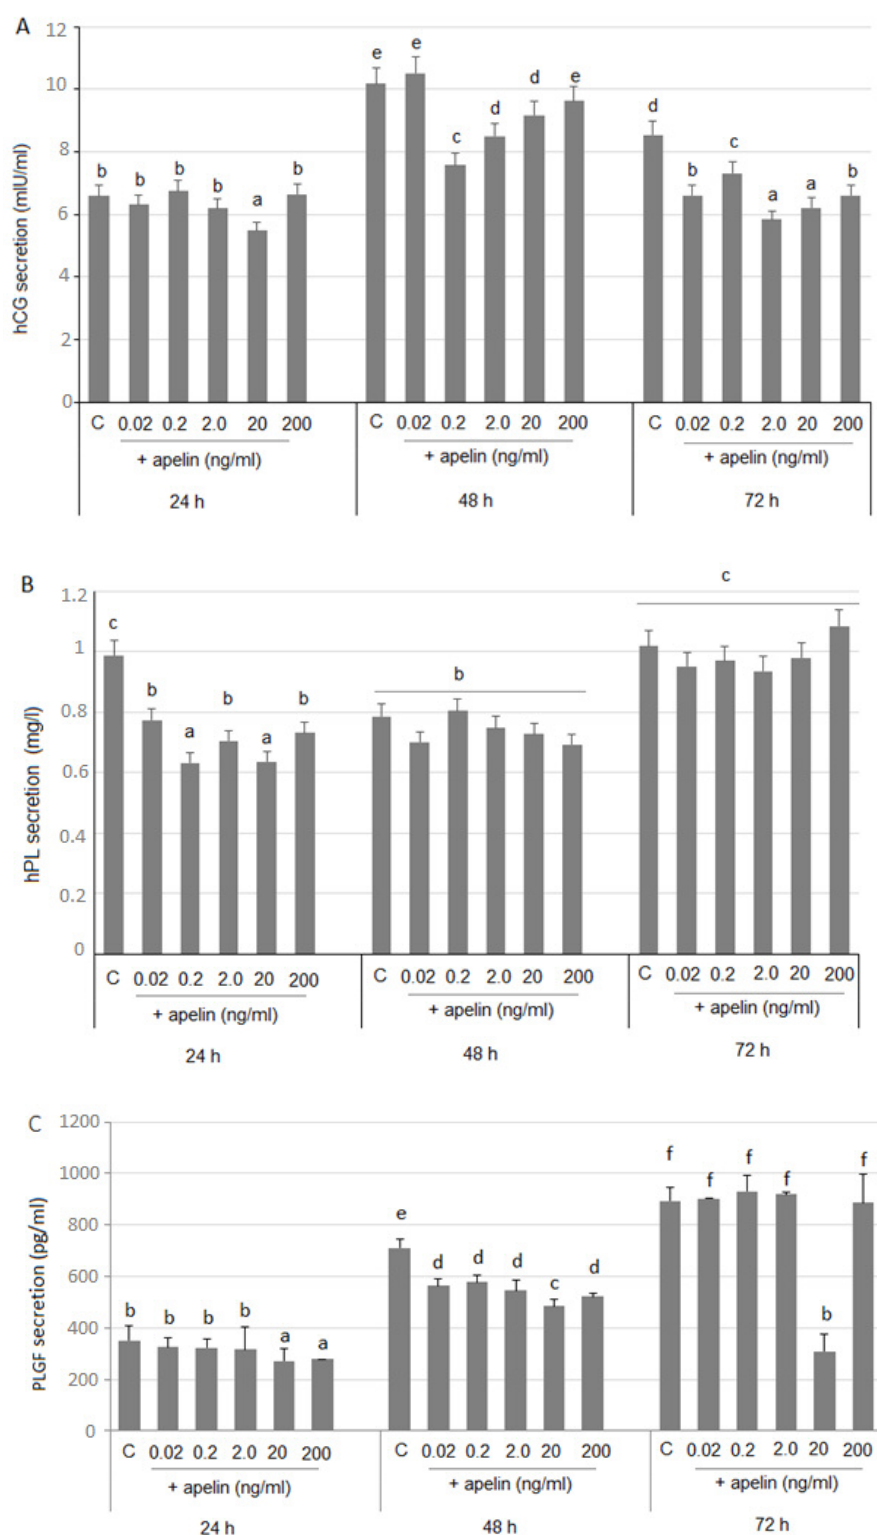 A
12
10
8
6
4
2
0
hCG secretion (mIU/ml)
b b b b a b
e e c d d e
d b c a a b
C 0.02 0.2 2.0 20 200
C 0.02 0.2 2.0 20 200
C 0.02 0.2 2.0 20 200
+ apelin (ng/ml)
+ apelin (ng/ml)
+ apelin (ng/ml)
24 h
48 h
72 h
B
1.2
1
0.8
0.6
0.4
0.2
0
hPL secretion (mg/l)
c b a b a b
b
c
C 0.02 0.2 2.0 20 200
C 0.02 0.2 2.0 20 200
C 0.02 0.2 2.0 20 200
+ apelin (ng/ml)
+ apelin (ng/ml)
+ apelin (ng/ml)
24 h
48 h
72 h
C
1200
1000
800
600
400
200
0
PLGF secretion (pg/ml)
b b b b a a
e d d d c d
f f f f b f
C 0.02 0.2 2.0 20 200
C 0.02 0.2 2.0 20 200
C 0.02 0.2 2.0 20 200
+ apelin (ng/ml)
+ apelin (ng/ml)
+ apelin (ng/ml)
24 h
48 h
72 h